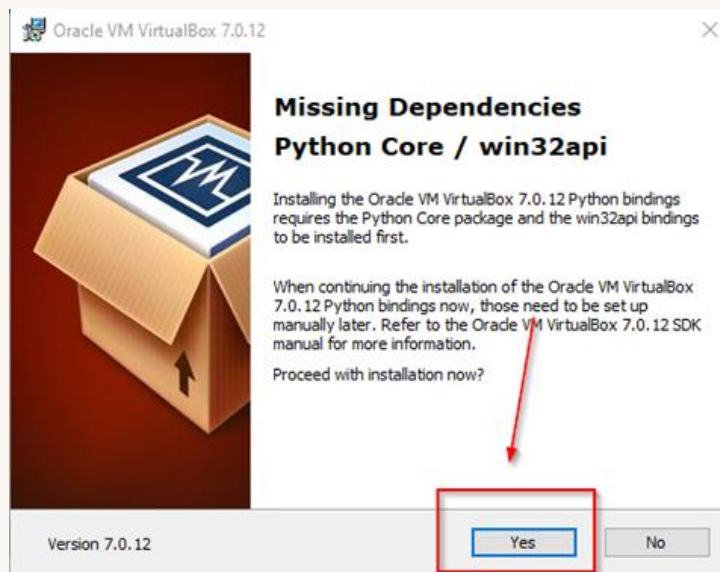 Oracle VM VirtualBox 7.0.12
Missing Dependencies
Python Core / win32api
Installing the Oracle VM VirtualBox 7.0.12 Python bindings
requires the Python Core package and the win32api bindings
to be installed first.
When continuing the installation of the Oracle VM VirtualBox
7.0.12 Python bindings now, those need to be set up
manually later. Refer to the Oracle VM VirtualBox 7.0.12 SDK
manual for more information.
Proceed with installation now?
Version 7.0.12
Yes
No